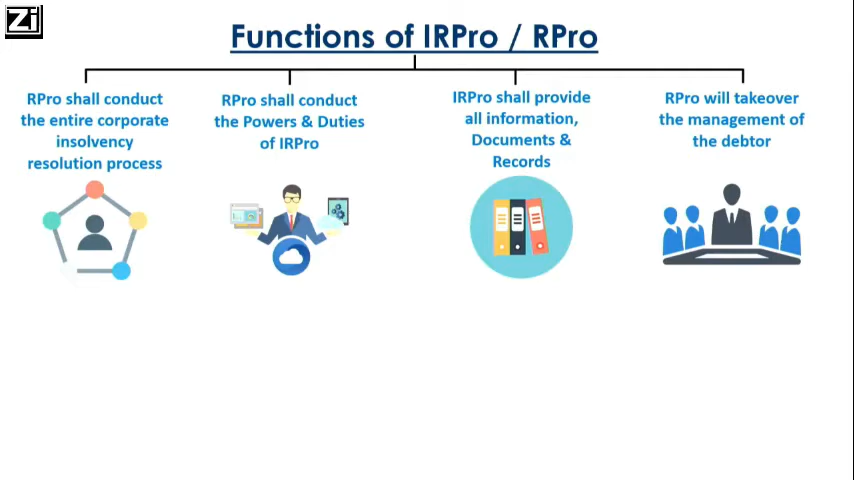 Zi
Functions of IRPro / RPro
RPro shall conduct
the entire corporate
insolvency
resolution process
RPro shall conduct
the Powers & Duties
of IRPro
IRPro shall provide
all information,
Documents &
Records
RPro will takeover
the management of
the debtor